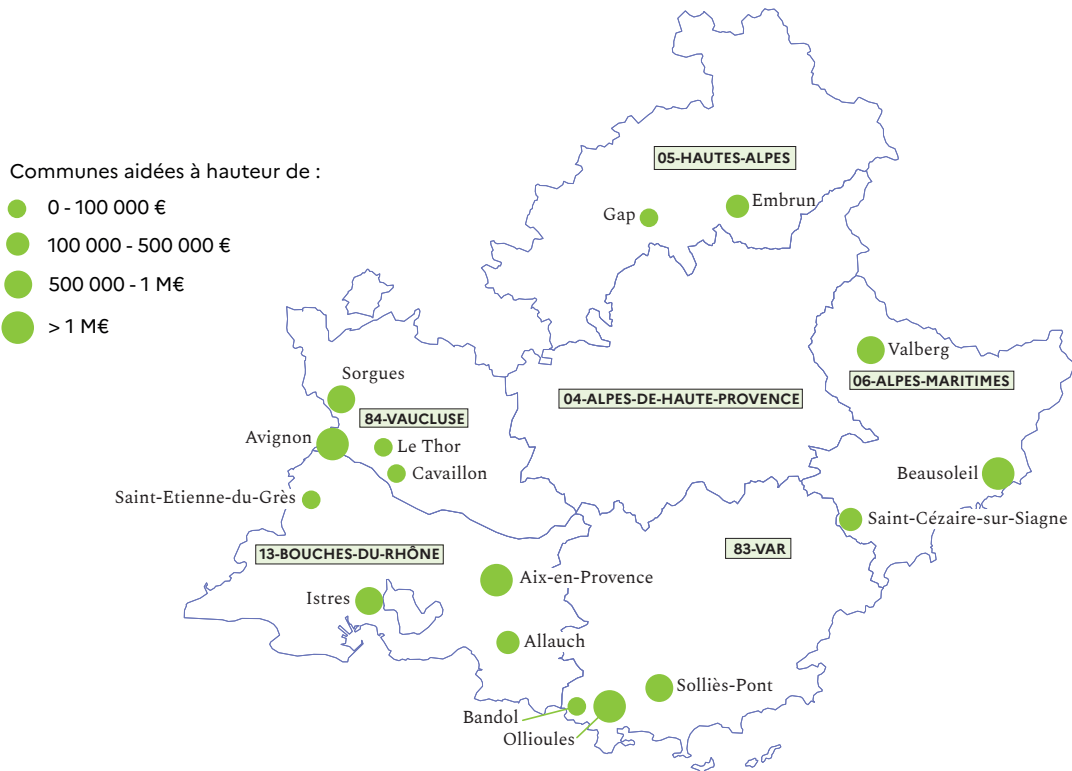 Communes aidées à hauteur de :
0 - 100 000 €
100 000 - 500 000 €
500 000 - 1 M€
> 1 M€
05-HAUTES-ALPES
Gap
Embrun
Valberg
06-ALPES-MARITIMES
04-ALPES-DE-HAUTE-PROVENCE
Sorgues
84-VAUCLUSE
Avignon
Le Thor
Cavaillon
Beausoleil
Saint-Etienne-du-Grès
Saint-Cézaire-sur-Siagne
13-BOUCHES-DU-RHÔNE
83-VAR
Aix-en-Provence
Istres
Allauch
Solliès-Pont
Bandol
Ollioules